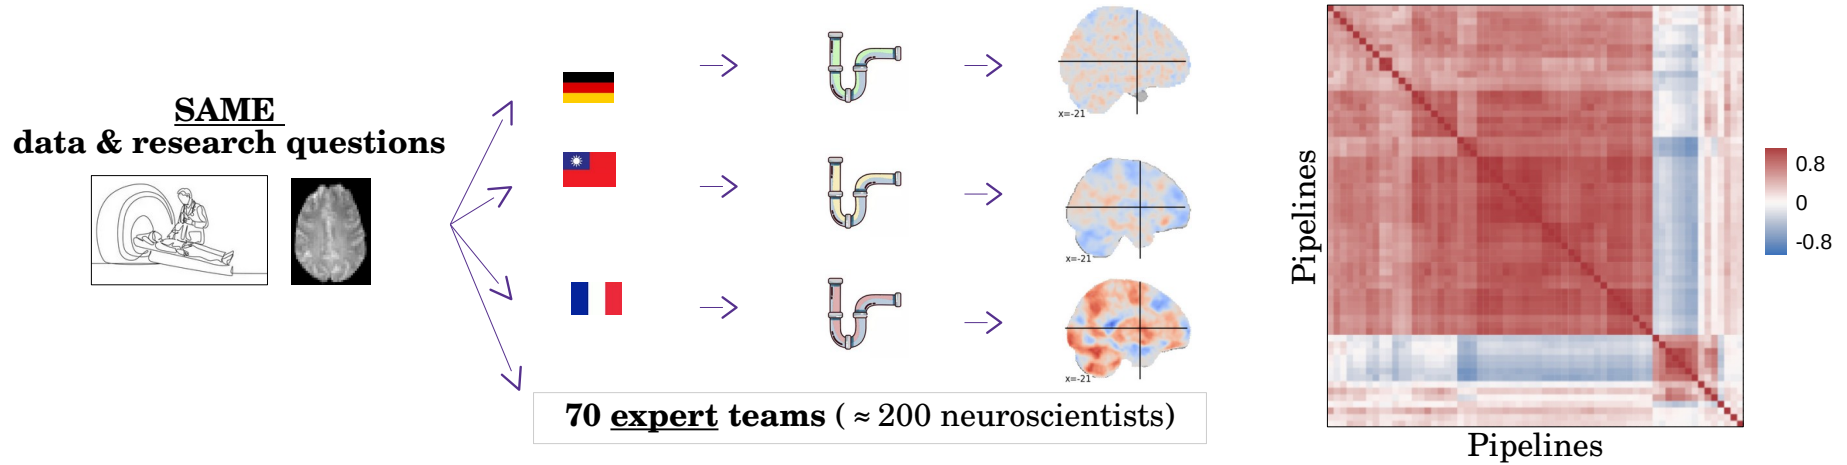 SAME
data & research questions
x=-21
x=-21
x=-21
70 expert teams ( ≈ 200 neuroscientists)
Pipelines
Pipelines
0.8
0
-0.8